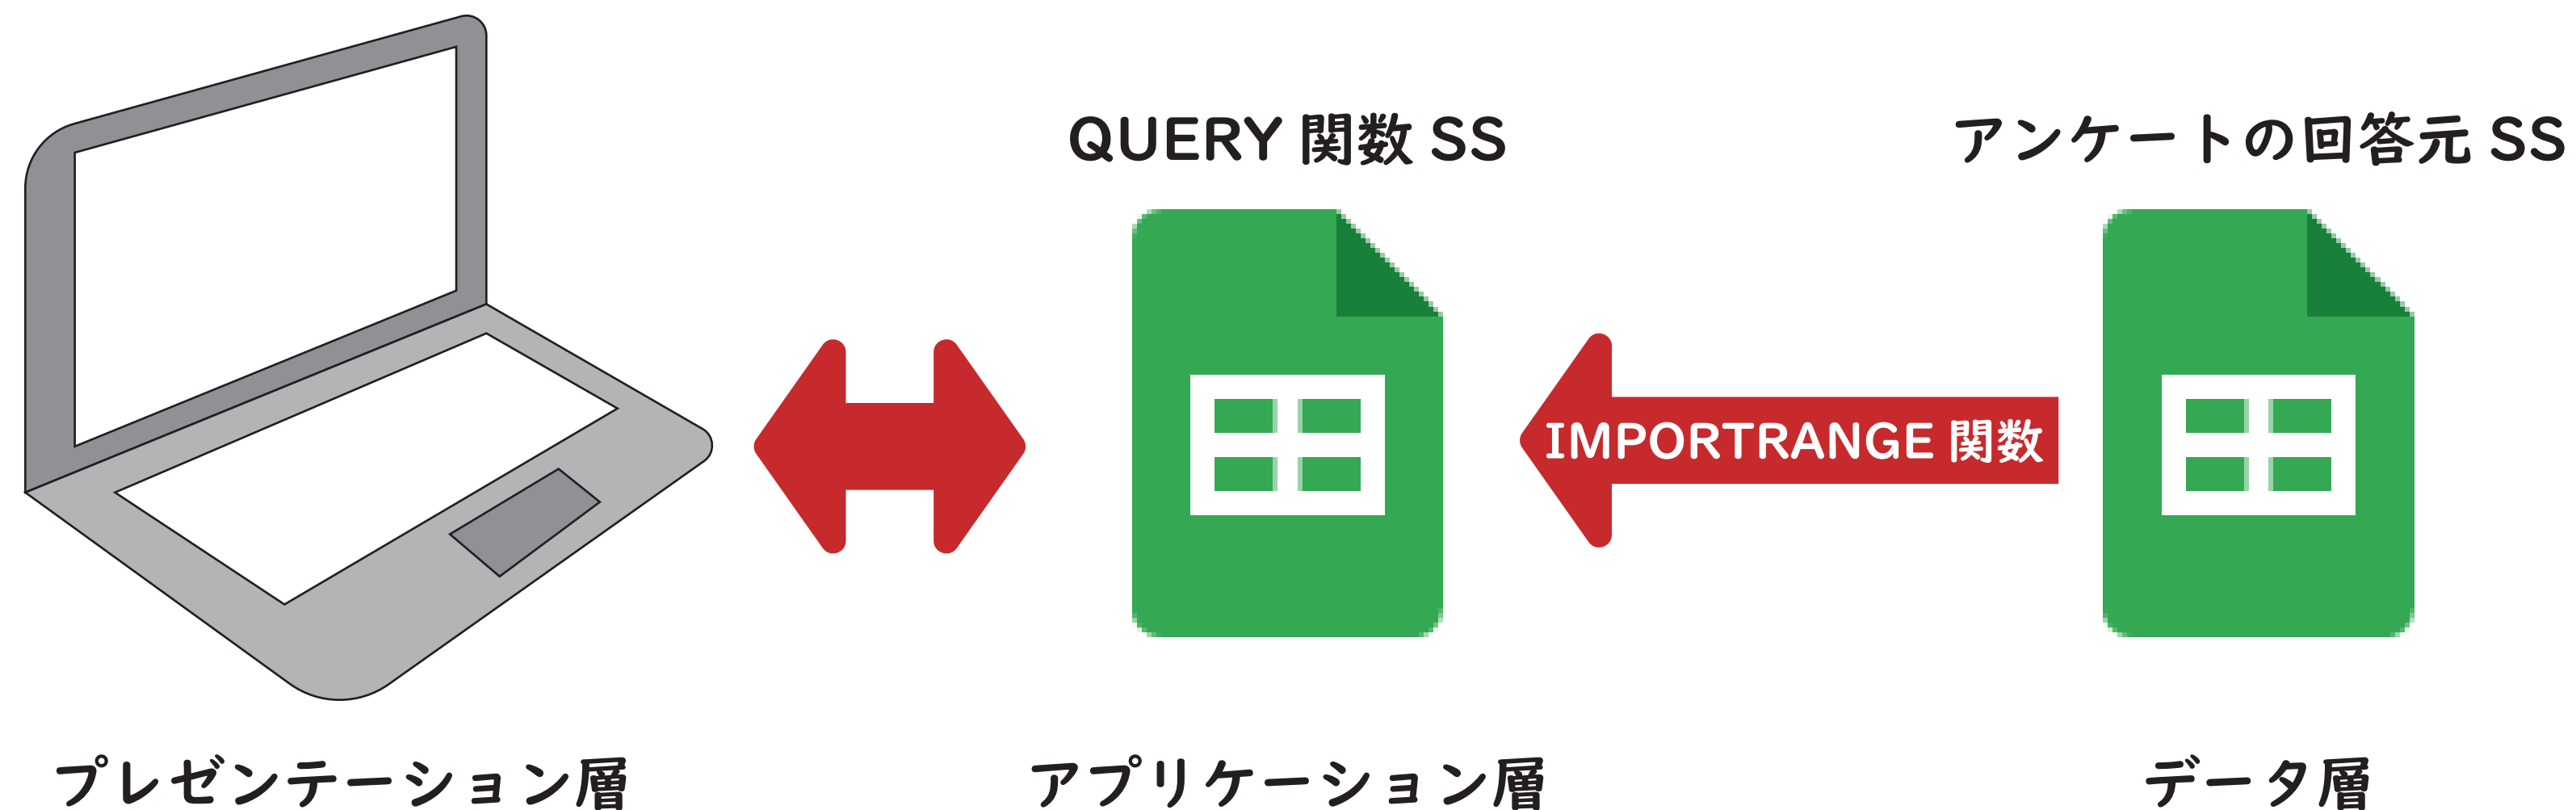 QUERY 関数 SS
アンケートの回答元 SS
IMPORTRANGE 関数
プレゼンテーション層
アプリケーション層
データ層